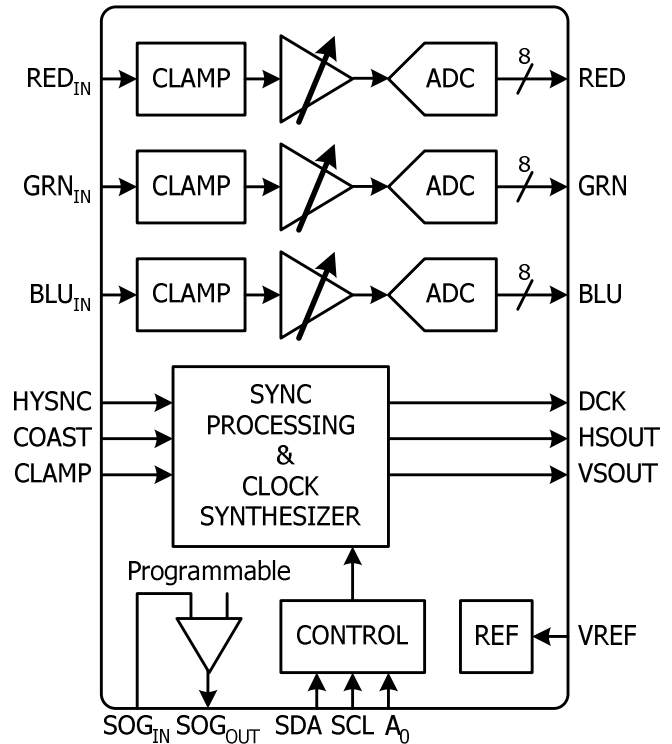 RED_IN CLAMP ADC 8 RED
GRN_IN CLAMP ADC 8 GRN
BLU_IN CLAMP ADC 8 BLU
HYSNC
COAST
CLAMP
SYNC
PROCESSING
&
CLOCK
SYNTHESIZER
DCK
HSOUT
VSOUT
Programmable
CONTROL
REF
VREF
SOG_IN SOG_OUT SDA SCL A_0